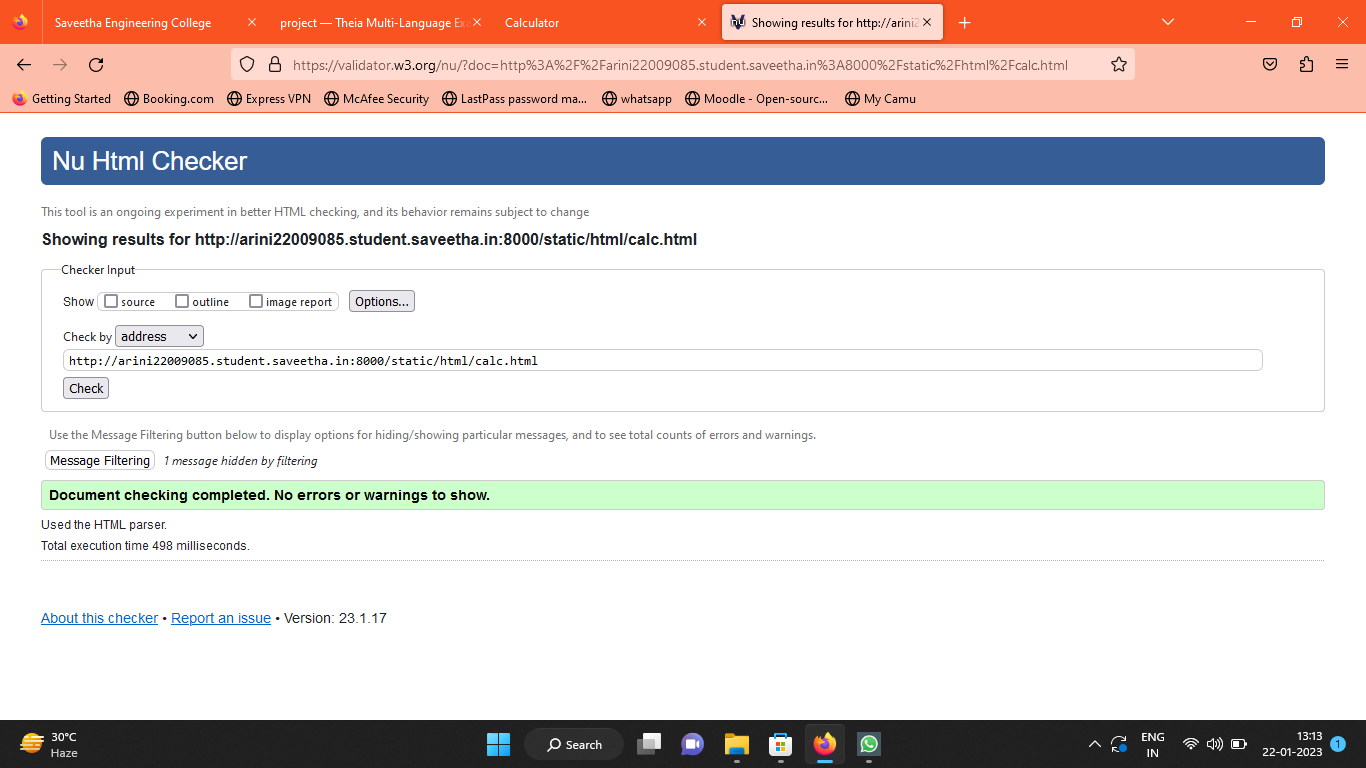 Saveetha Engineering College
project — Theia Multi-Language Exa
Calculator
Showing results for http://arini2
https://validator.w3.org/nu/?doc=http%3A%2F%2Farini22009085.student.saveetha.in%3A8000%2Fstatic%2Fhtml%2Fcalc.html
Getting Started
Booking.com
Express VPN
McAfee Security
LastPass password ma...
whatsapp
Moodle - Open-sourc...
My Camu
Nu Html Checker
This tool is an ongoing experiment in better HTML checking, and its behavior remains subject to change
Showing results for http://arini22009085.student.saveetha.in:8000/static/html/calc.html
Checker Input
Show source outline image report Options...
Check by address
http://arini22009085.student.saveetha.in:8000/static/html/calc.html
Check
Use the Message Filtering button below to display options for hiding/showing particular messages, and to see total counts of errors and warnings.
Message Filtering 1 message hidden by filtering
Document checking completed. No errors or warnings to show.
Used the HTML parser.
Total execution time 498 milliseconds.
About this checker • Report an issue • Version: 23.1.17
30°C
Haze
Search
ENG
IN
13:13
22-01-2023
1